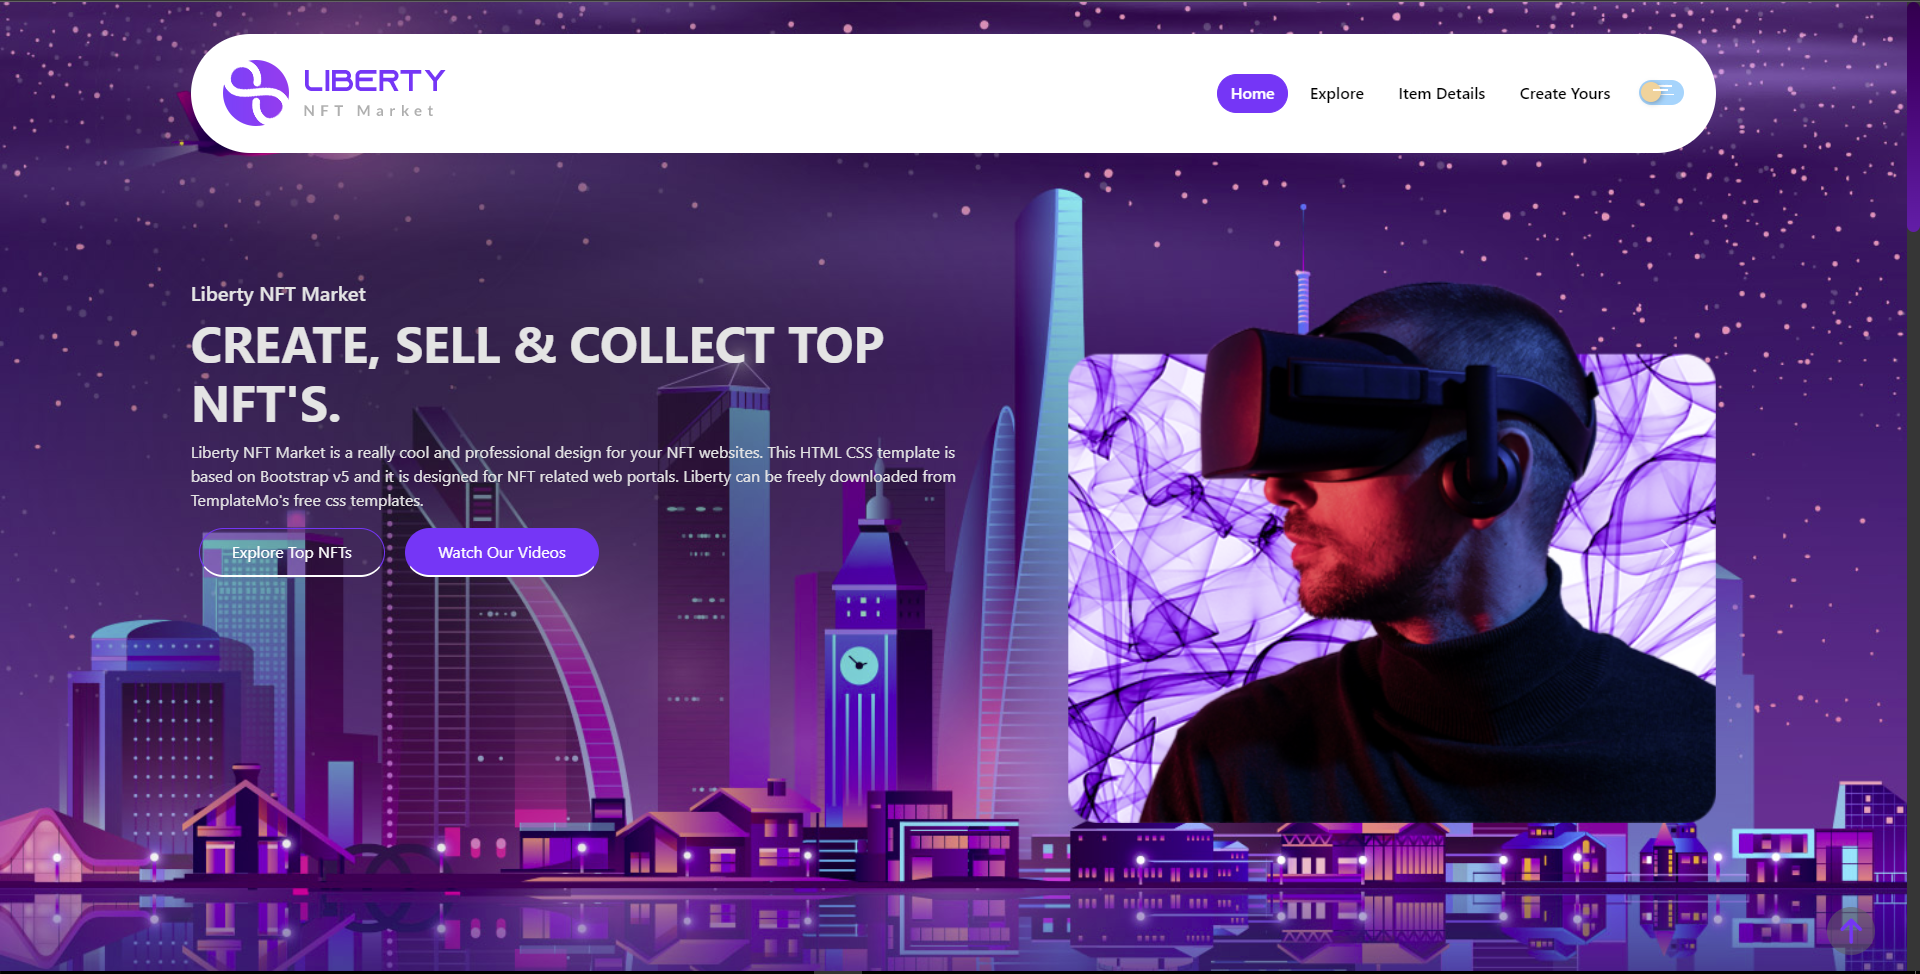 LIBERTY
NFT Market
Home
Explore
Item Details
Create Yours
Liberty NFT Market
CREATE, SELL & COLLECT TOP
NFT'S.
Liberty NFT Market is a really cool and professional design for your NFT websites. This HTML CSS template is
based on Bootstrap v5 and it is designed for NFT related web portals. Liberty can be freely downloaded from
TemplateMo's free css templates.
Explore Top NFTs
Watch Our Videos